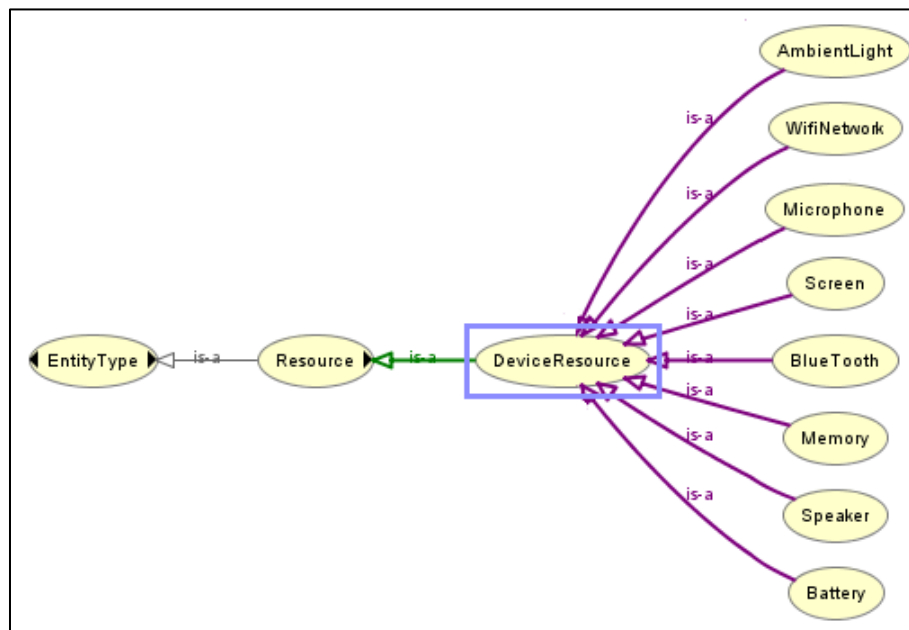 AmbientLight
is-a
WifiNetwork
is-a
Microphone
is-a
Screen
is-a
EntityType is-a Resource is-a DeviceResource is-a BlueTooth
is-a
Memory
is-a
Speaker
is-a
Battery